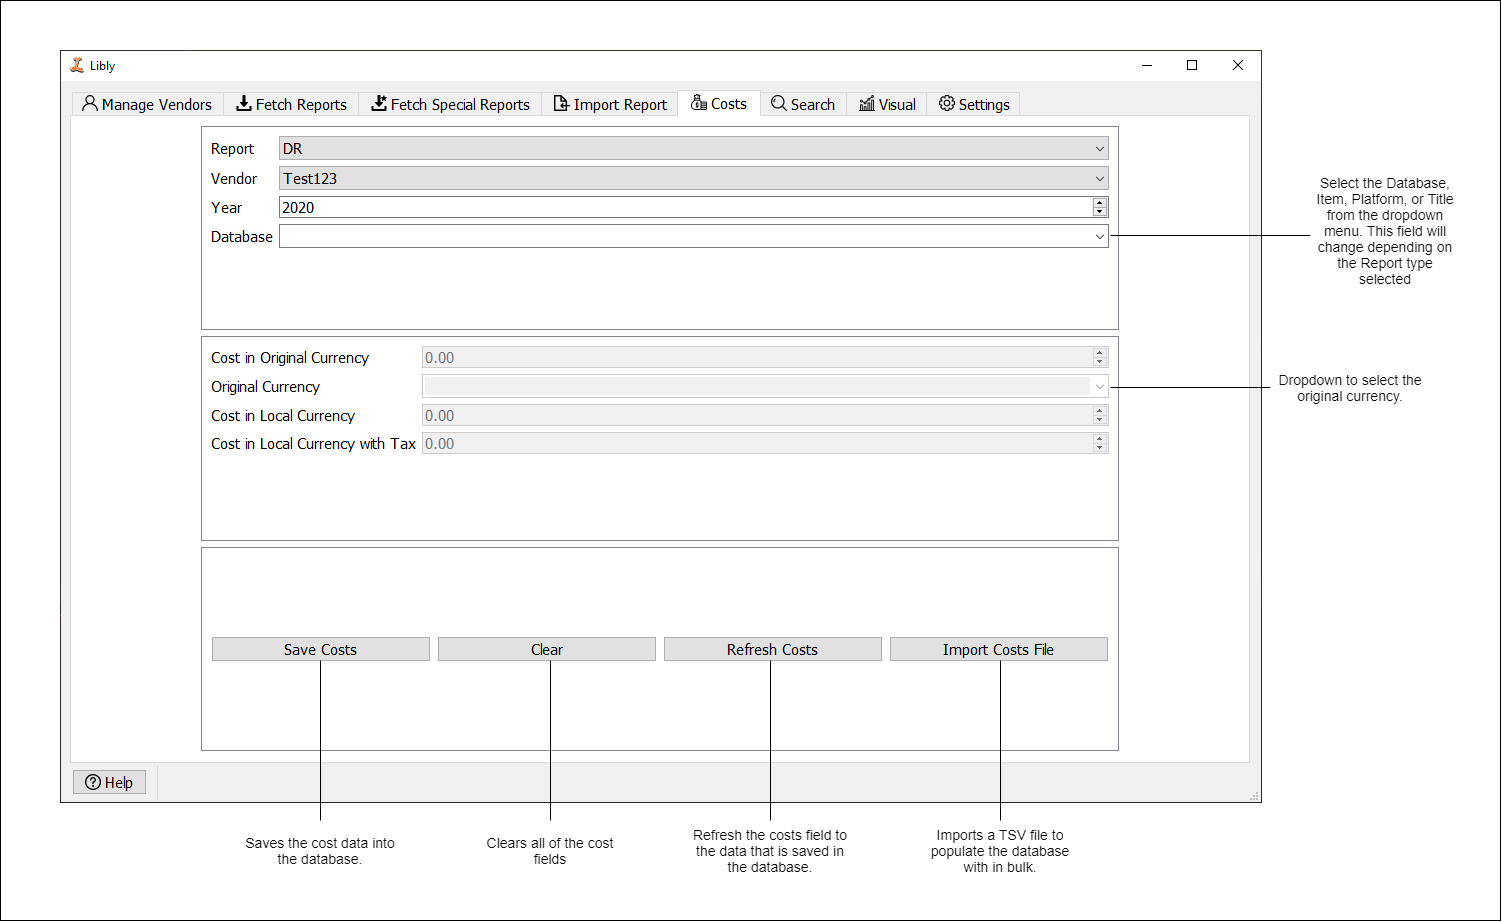 Libly
Manage Vendors
Fetch Reports
Fetch Special Reports
Import Report
Costs
Search
Visual
Settings
Report
DR
Vendor
Test123
Year
2020
Database
Select the Database,
Item, Platform, or Title
from the dropdown
menu. This field will
change depending on
the Report type
selected
Cost in Original Currency
0.00
Original Currency
Cost in Local Currency
0.00
Cost in Local Currency with Tax
0.00
Dropdown to select the
original currency.
Save Costs
Clear
Refresh Costs
Import Costs File
Help
Saves the cost data into
the database.
Clears all of the cost
fields
Refresh the costs field to
the data that is saved in
the database.
Imports a TSV file to
populate the database
with in bulk.